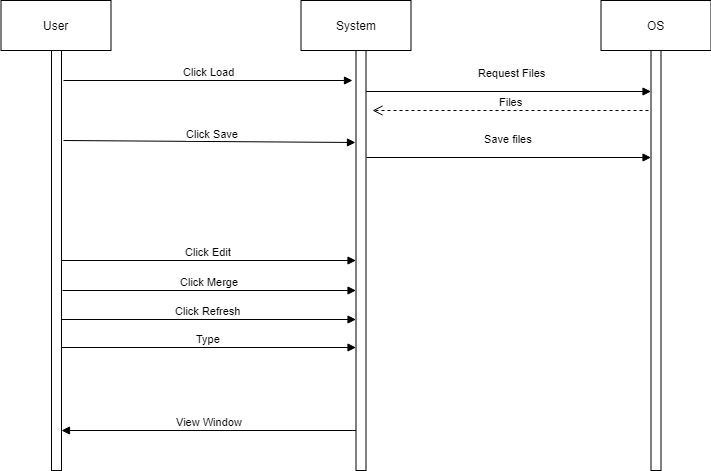 User
System
OS
Click Load
Request Files
Files
Click Save
Save files
Click Edit
Click Merge
Click Refresh
Type
View Window